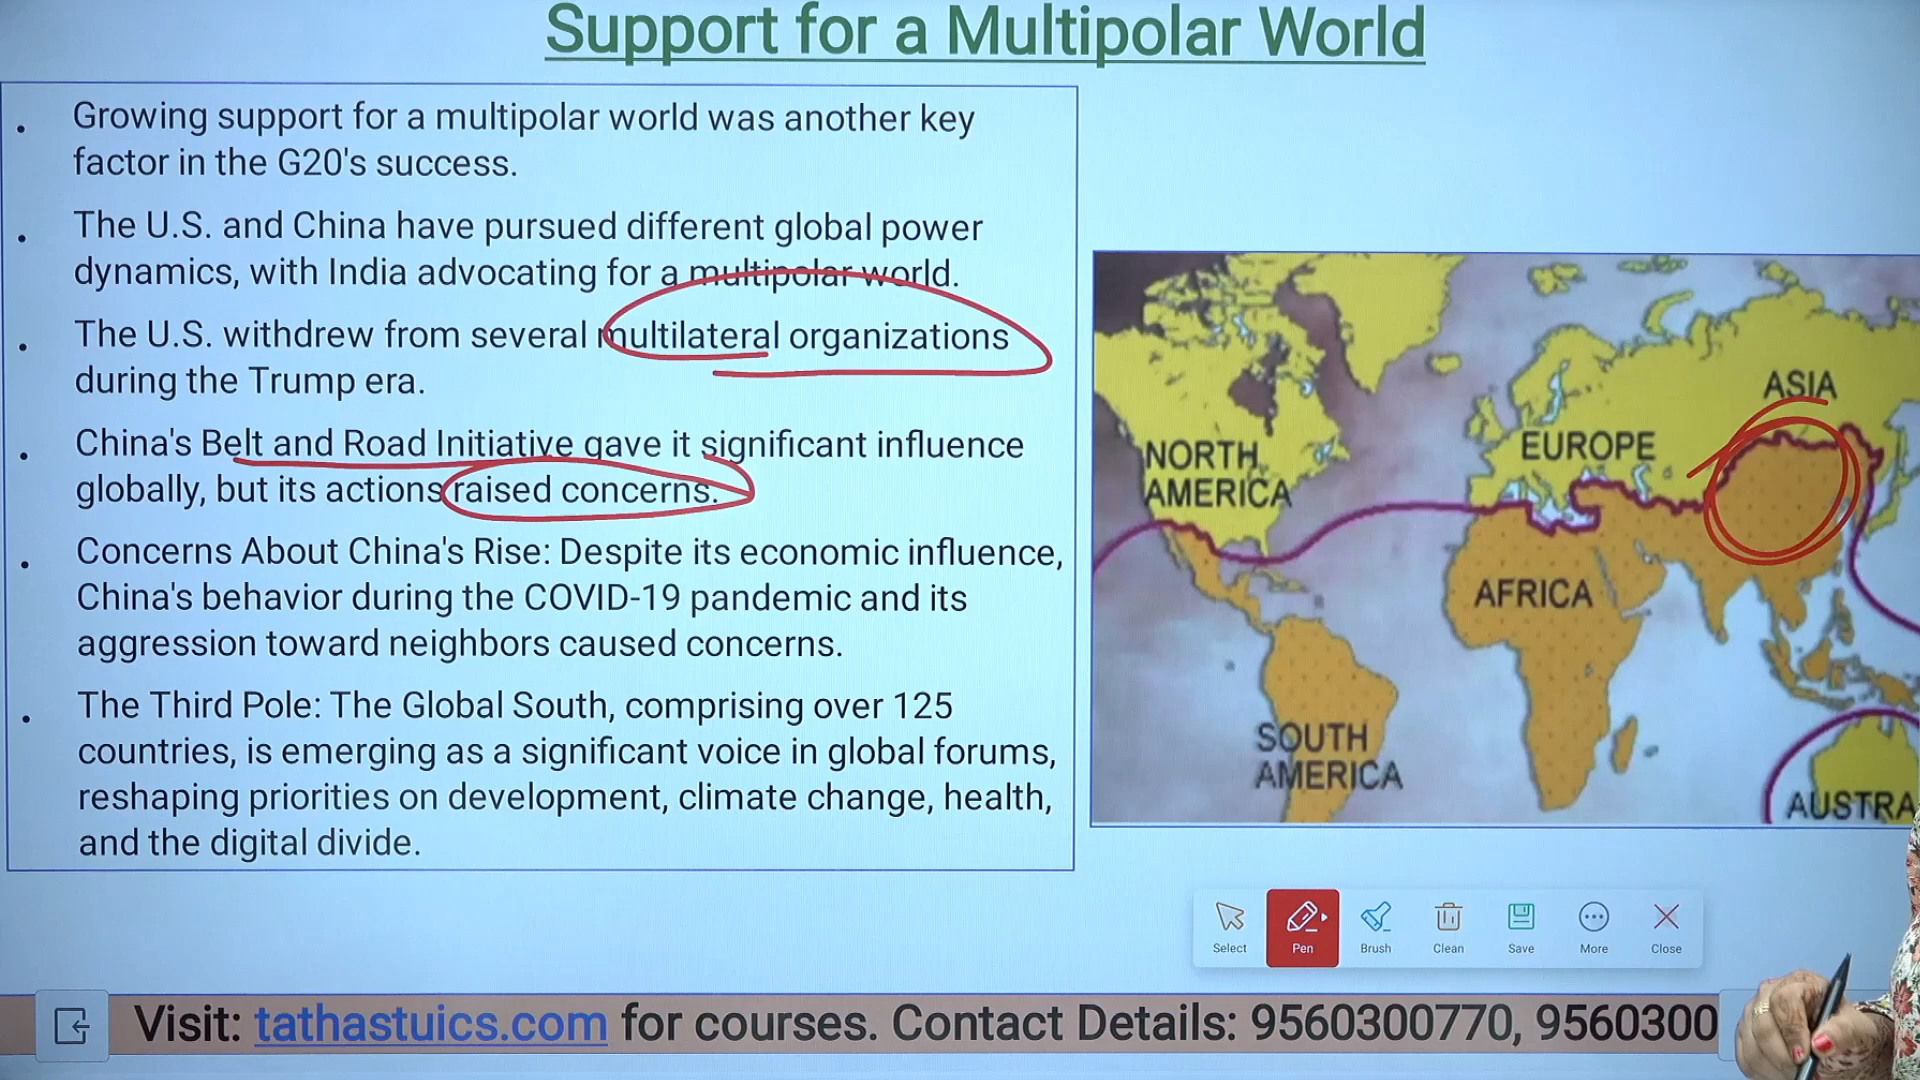 Support for a Multipolar World
Growing support for a multipolar world was another key
factor in the G20's success.
The U.S. and China have pursued different global power
dynamics, with India advocating for a multipolar world.
The U.S. withdrew from several multilateral organizations
during the Trump era.
China's Belt and Road Initiative gave it significant influence
globally, but its actions raised concerns.
Concerns About China's Rise: Despite its economic influence,
China's behavior during the COVID-19 pandemic and its
aggression toward neighbors caused concerns.
The Third Pole: The Global South, comprising over 125
countries, is emerging as a significant voice in global forums,
reshaping priorities on development, climate change, health,
and the digital divide.
ASIA
EUROPE
NORTH
AMERICA
AFRICA
SOUTH
AMERICA
AUSTRA
Select
Pen
Brush
Clean
Save
More
Close
Visit: tathastuics.com for courses. Contact Details: 9560300770, 9560300